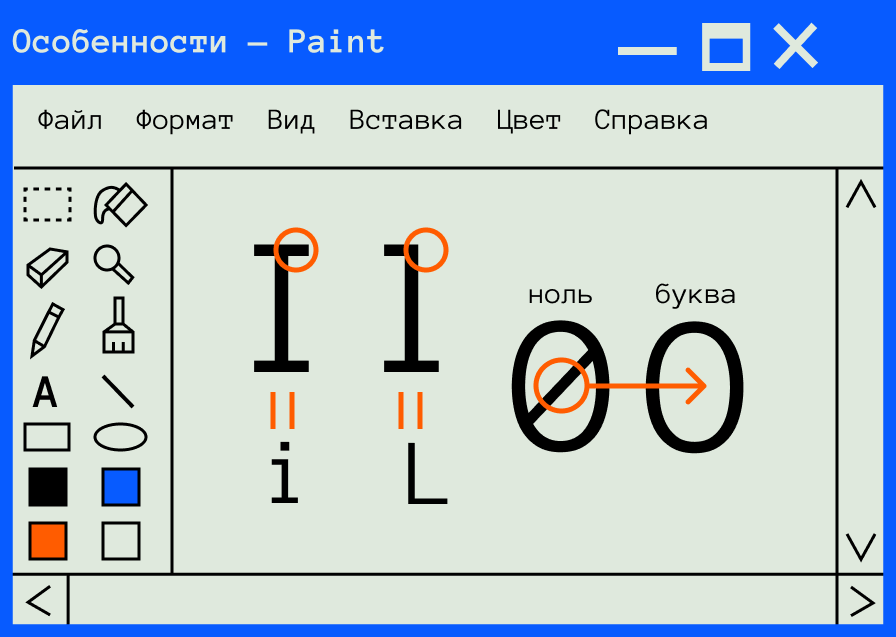 Особенности — Paint
Файл Формат Вид Вставка Цвет Справка
A
I l
ноль буква
0 O
i L